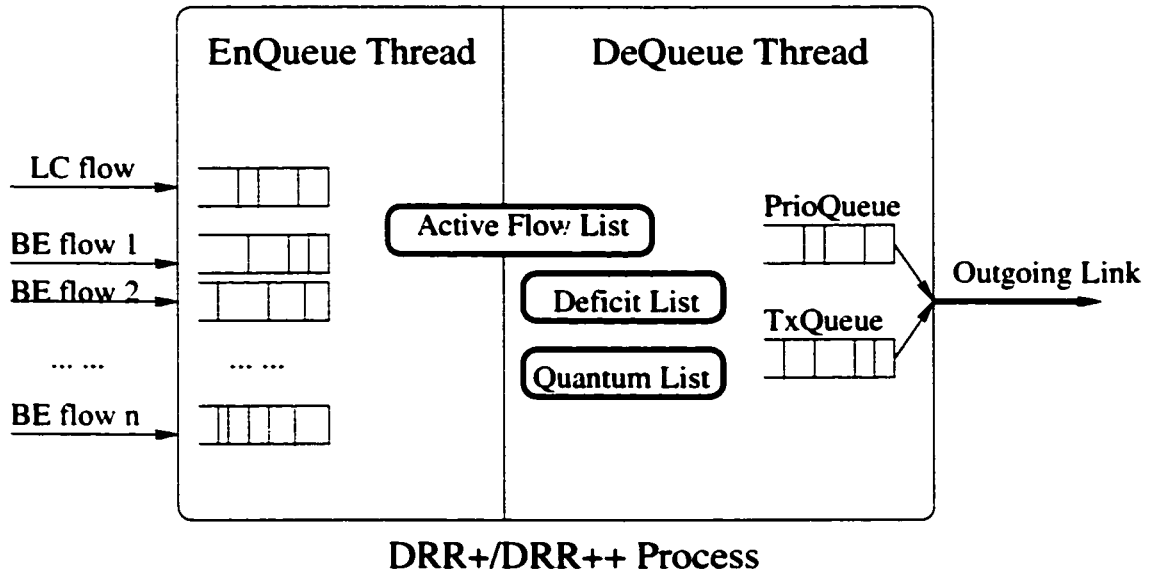 EnQueue Thread
DeQueue Thread
LC flow
Active Flow List
PrioQueue
BE flow 1
BE flow 2
Outgoing Link
Deficit List
TxQueue
... ...
... ...
Quantum List
BE flow n
DRR+/DRR++ Process